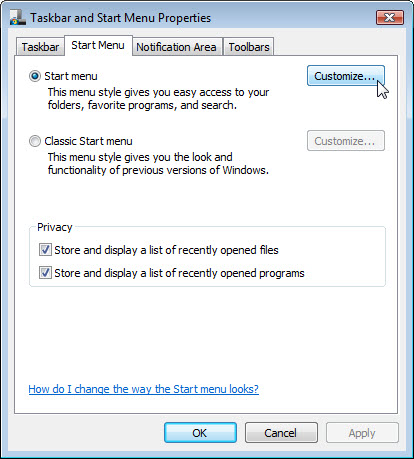 Taskbar and Start Menu Properties
Taskbar Start Menu Notification Area Toolbars
Start menu Customize...
This menu style gives you easy access to your
folders, favorite programs, and search.
Classic Start menu Customize...
This menu style gives you the look and
functionality of previous versions of Windows.
Privacy
Store and display a list of recently opened files
Store and display a list of recently opened programs
How do I change the way the Start menu looks?
OK Cancel Apply